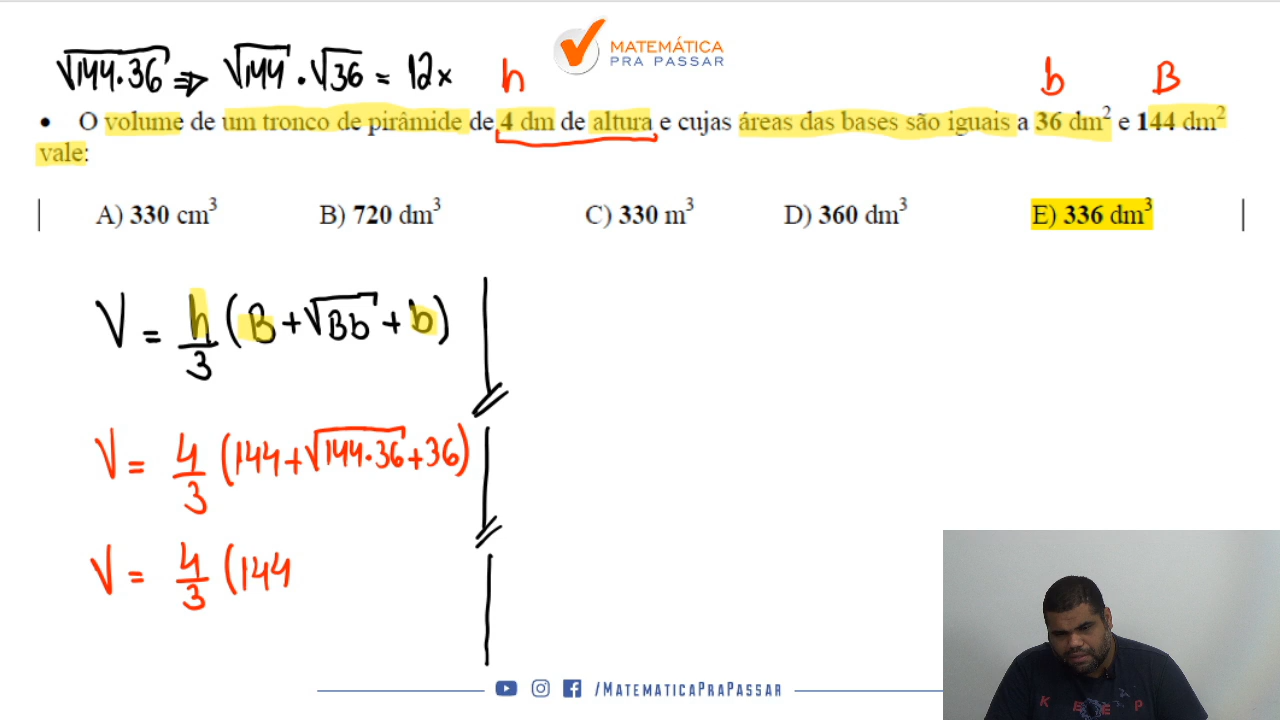 √144·36 ⇒ √144 · √36 = 12×
MATEMÁTICA
PRA PASSAR
h b B
• O volume de um tronco de pirâmide de 4 dm de altura e cujas áreas das bases são iguais a 36 dm² e 144 dm²
vale:
A) 330 cm³ B) 720 dm³ C) 330 m³ D) 360 dm³ E) 336 dm³
V = h/3 (B + √Bb + b)
V = 4/3 (144 + √144·36 + 36)
V = 4/3 (144
/MATEMATICAPRAPASSAR